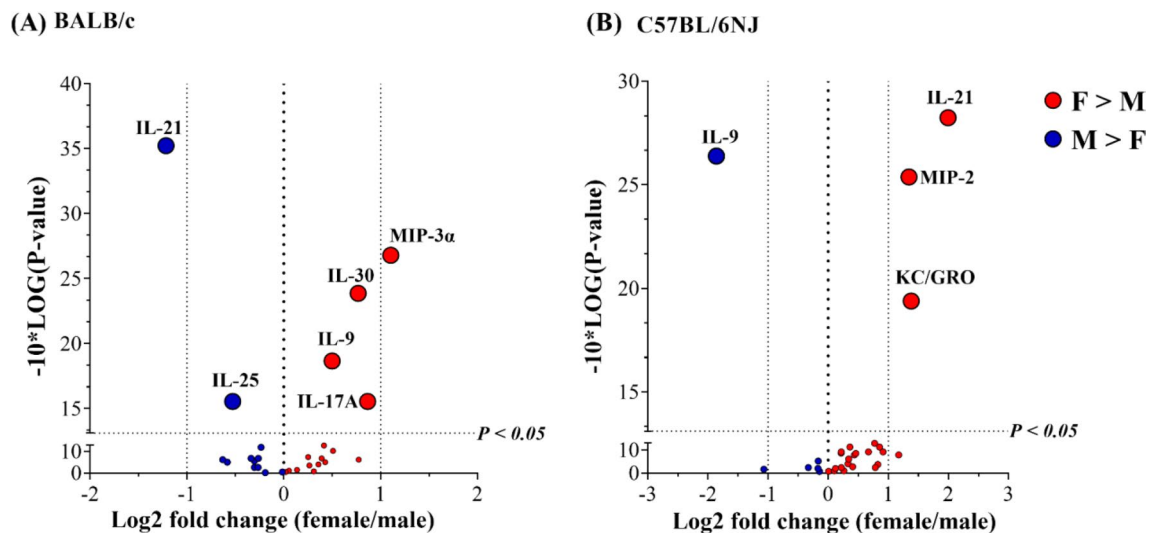 (A) BALB/c
40
35
30
25
20
15
10
0
-10*LOG(P-value)
IL-21
MIP-3α
IL-30
IL-9
IL-25
IL-17A
P < 0.05
-2 -1 0 1 2
Log2 fold change (female/male)
(B) C57BL/6NJ
30
25
20
15
10
0
-10*LOG(P-value)
IL-21
IL-9
MIP-2
KC/GRO
P < 0.05
-3 -2 -1 0 1 2 3
Log2 fold change (female/male)
F > M
M > F